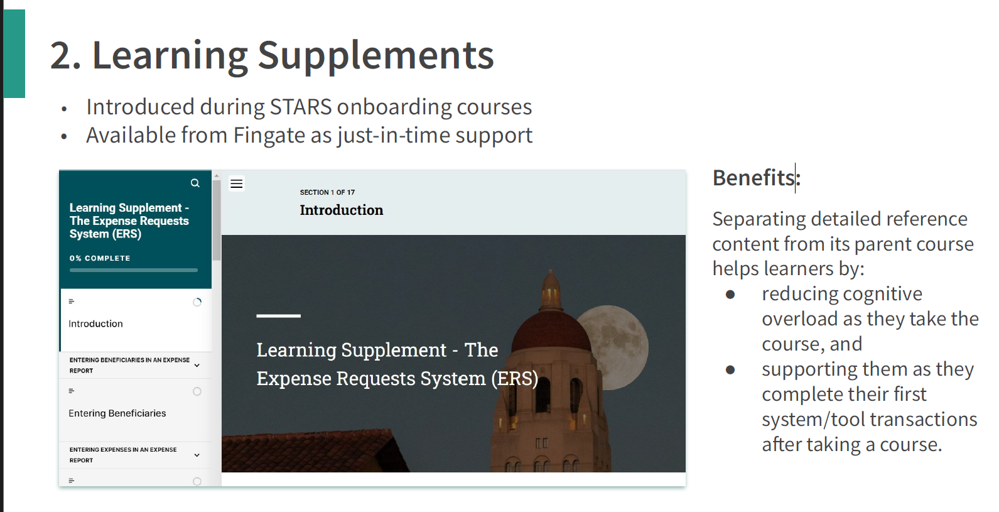 2. Learning Supplements
• Introduced during STARS onboarding courses
• Available from Fingate as just-in-time support
Learning Supplement -
The Expense Requests
System (ERS)
0% COMPLETE
Introduction
ENTERING BENEFICIARIES IN AN EXPENSE
REPORT
Entering Beneficiaries
ENTERING EXPENSES IN AN EXPENSE
REPORT
SECTION 1 OF 17
Introduction
Learning Supplement - The
Expense Requests System (ERS)
Benefits:
Separating detailed reference
content from its parent course
helps learners by:
● reducing cognitive
overload as they take the
course, and
● supporting them as they
complete their first
system/tool transactions
after taking a course.